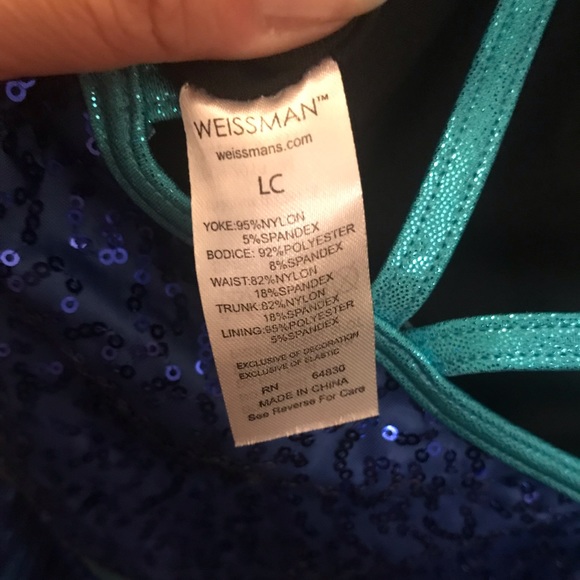 WEISSMAN™
weissmans.com
LC
YOKE:95%NYLON
5%SPANDEX
BODICE: 92%POLYESTER
8%SPANDEX
WAIST:82%NYLON
18%SPANDEX
TRUNK:82%NYLON
18%SPANDEX
LINING:95%POLYESTER
5%SPANDEX
EXCLUSIVE OF DECORATION
EXCLUSIVE OF ELASTIC
RN 64830
MADE IN CHINA
See Reverse For Care